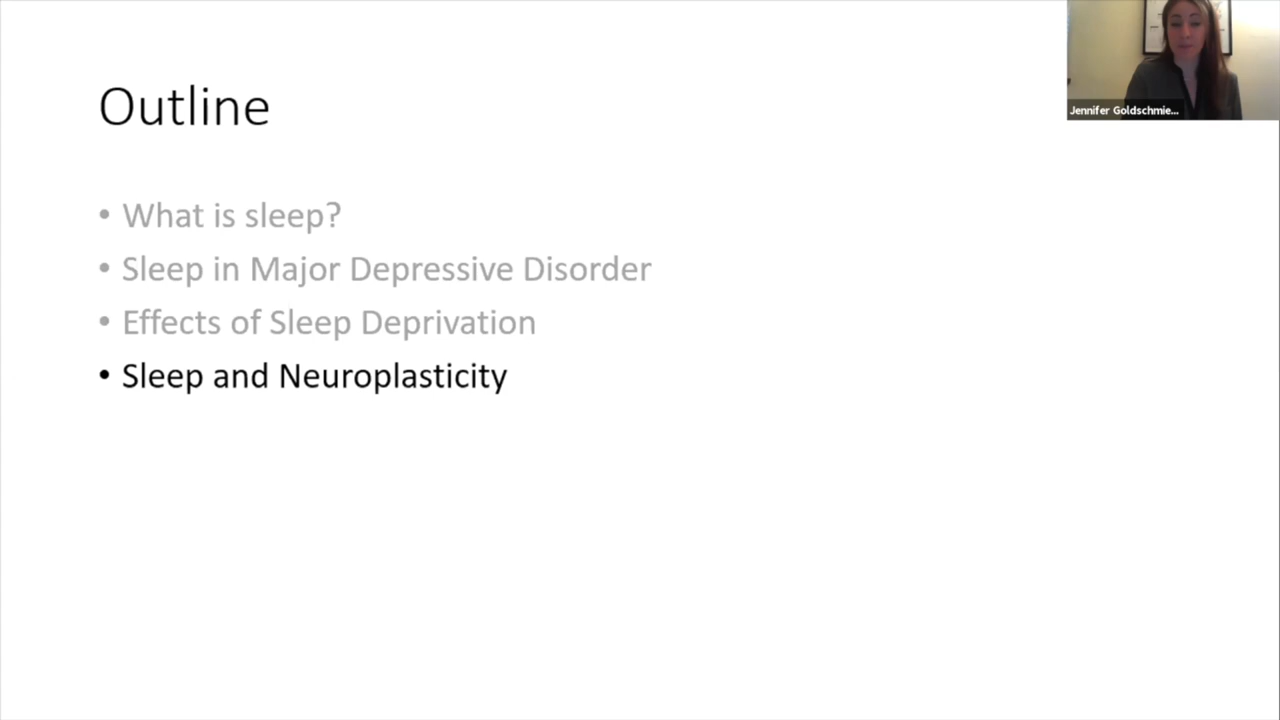 Outline
• What is sleep?
• Sleep in Major Depressive Disorder
• Effects of Sleep Deprivation
• Sleep and Neuroplasticity
Jennifer Goldschmie...